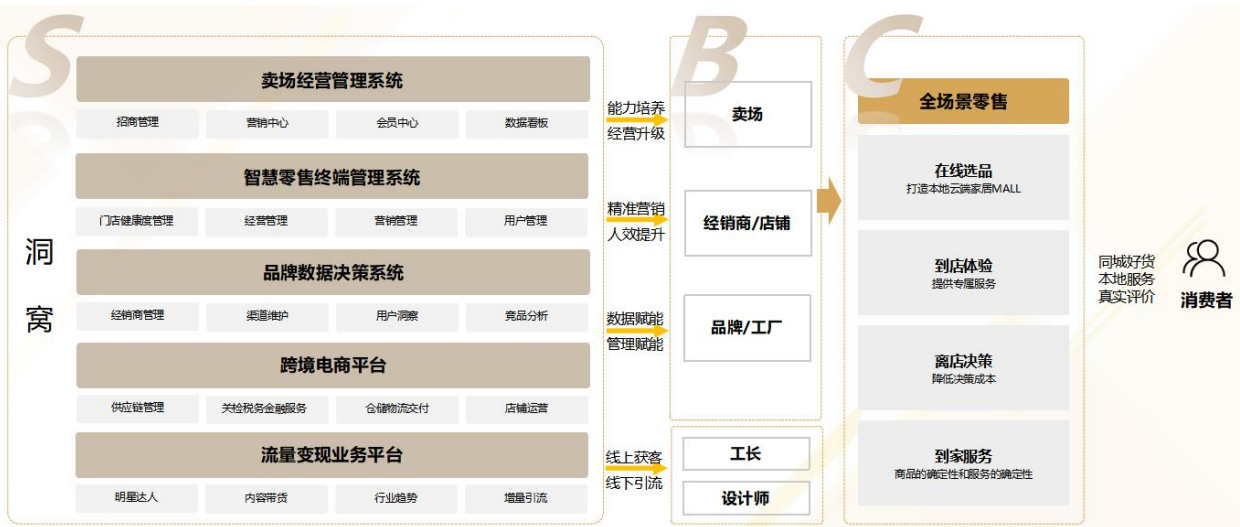 S
洞
窝
卖场经营管理系统
招商管理 营销中心 会员中心 数据看板
智慧零售终端管理系统
门店健康度管理 经营管理 营销管理 用户管理
品牌数据决策系统
经销商管理 渠道维护 用户洞察 竞品分析
跨境电商平台
供应链管理 关检税务金融服务 仓储物流交付 店铺运营
流量变现业务平台
明星达人 内容带货 行业趋势 增量引流
能力培养
经营升级
精准营销
人效提升
数据赋能
管理赋能
线上获客
线下引流
B
卖场
经销商/店铺
品牌/工厂
工长
设计师
C
全场景零售
在线选品
打造本地云端家居MALL
到店体验
提供专属服务
离店决策
降低决策成本
到家服务
商品的确定性和服务的确定性
同城好货
本地服务
真实评价
消费者